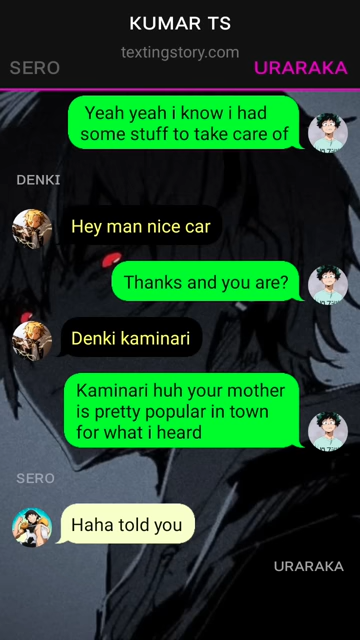 KUMAR TS
textingstory.com
SERO
URARAKA
Yeah yeah i know i had
some stuff to take care of
DENKI
Hey man nice car
Thanks and you are?
Denki kaminari
Kaminari huh your mother
is pretty popular in town
for what i heard
SERO
Haha told you
URARAKA